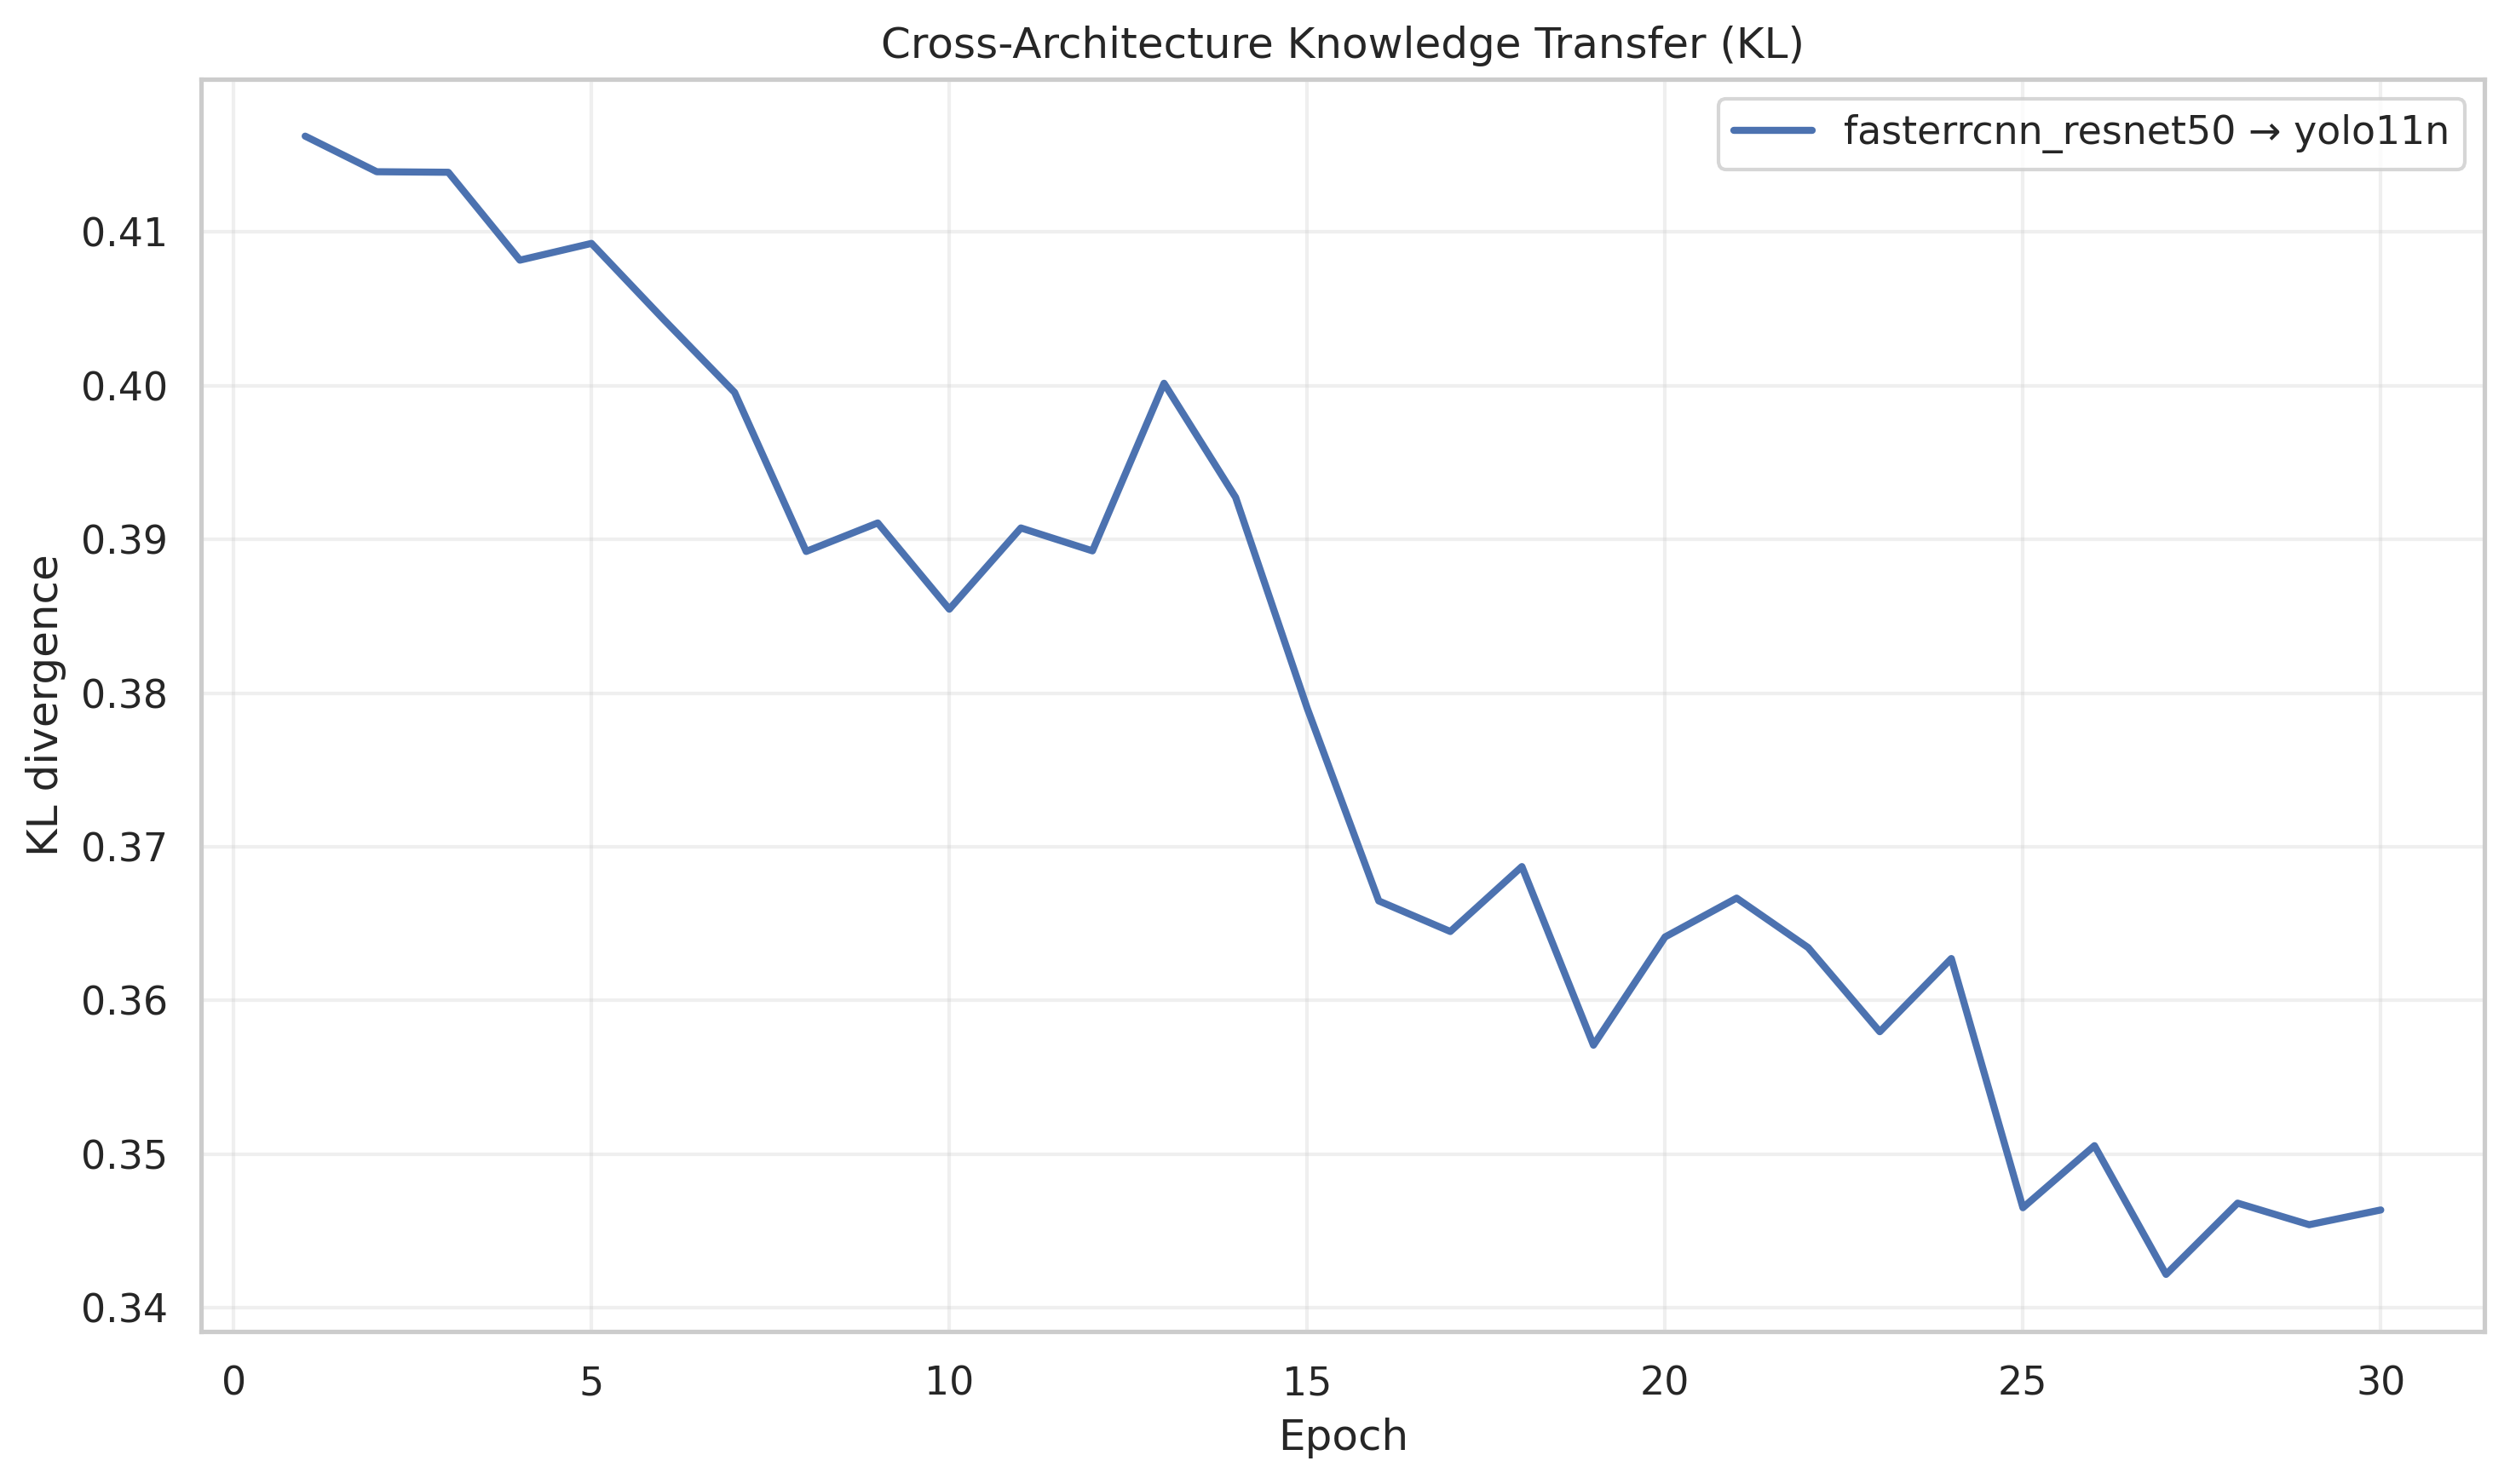 Cross-Architecture Knowledge Transfer (KL)
fasterrcnn_resnet50 → yolo11n
KL divergence
0.41
0.40
0.39
0.38
0.37
0.36
0.35
0.34
0 5 10 15 20 25 30
Epoch